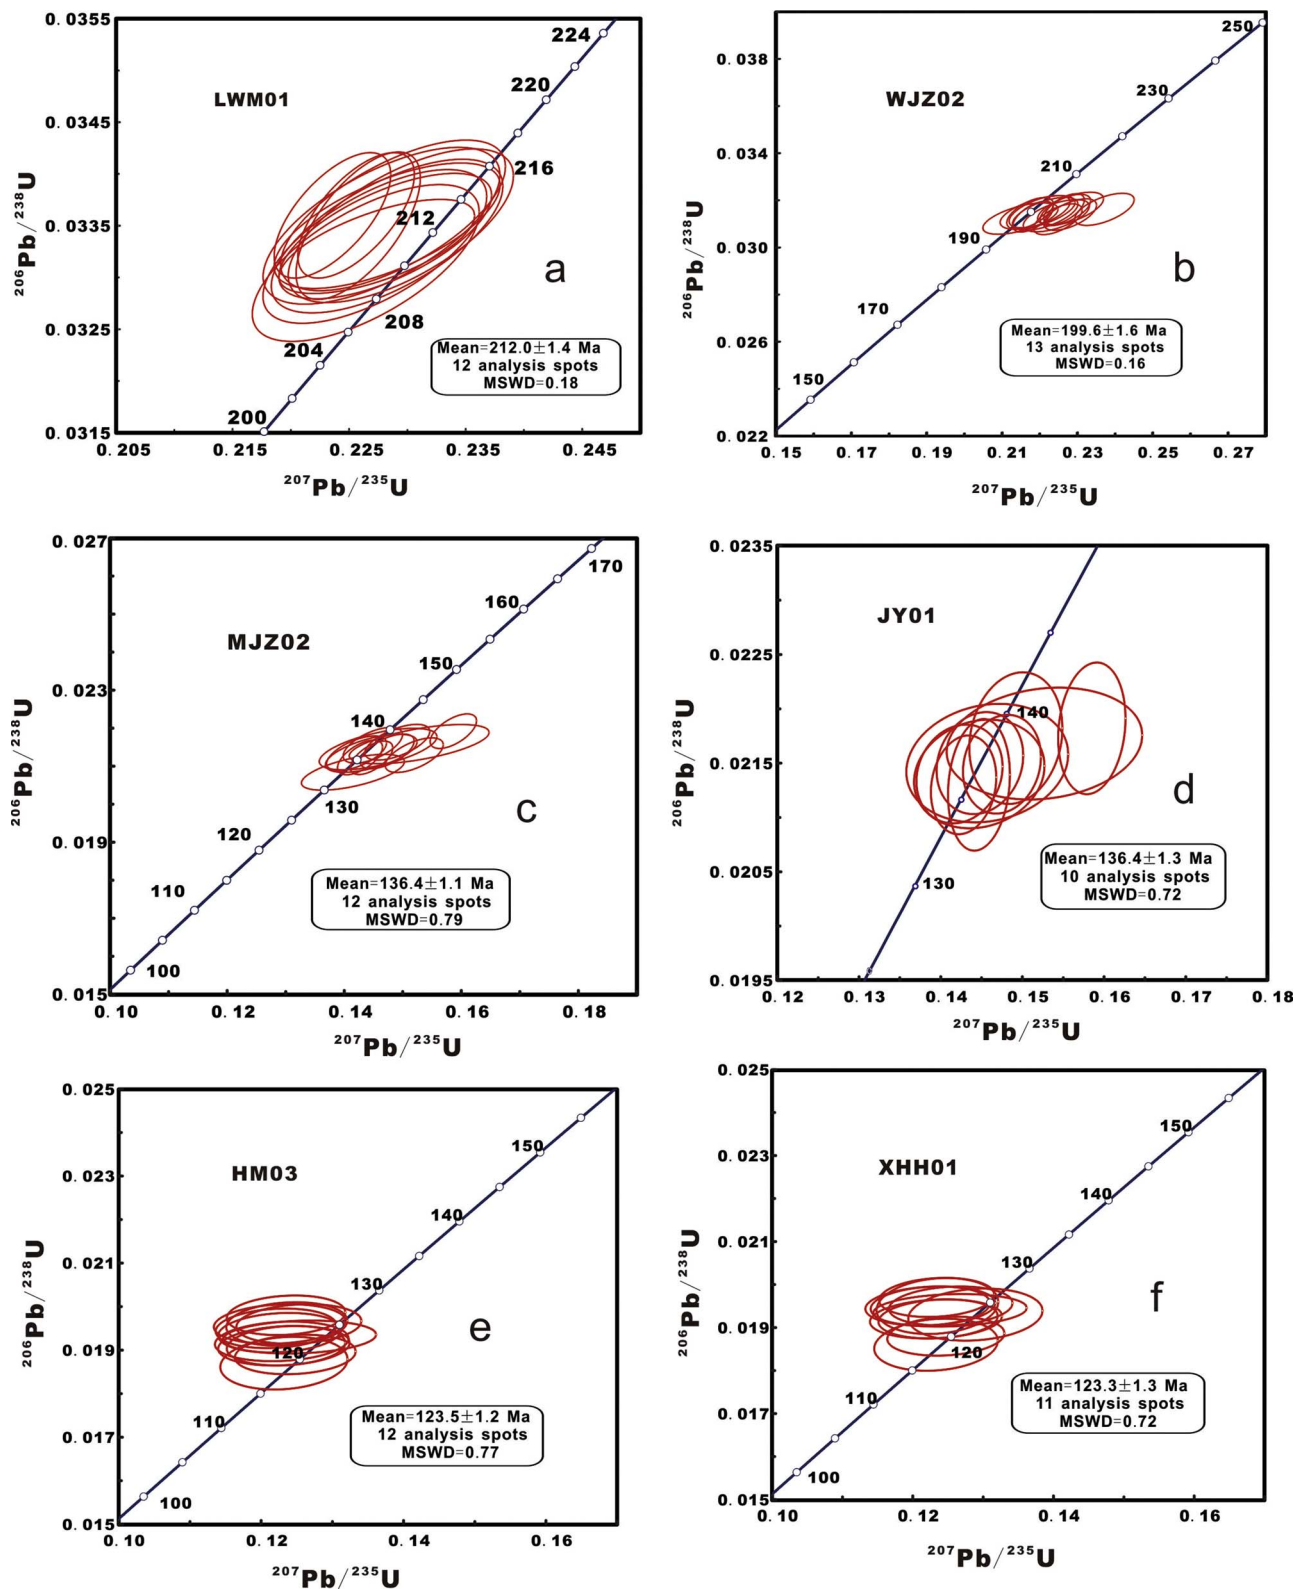 0.0355
0.0345
0.0335
0.0325
0.0315
²⁰⁶Pb/²³⁸U
LWM01
224
220
216
212
208
204
200
a
Mean=212.0±1.4 Ma
12 analysis spots
MSWD=0.18
0.205 0.215 0.225 0.235 0.245
²⁰⁷Pb/²³⁵U
0.038
0.034
0.030
0.026
0.022
²⁰⁶Pb/²³⁸U
WJZ02
250
230
210
190
170
150
b
Mean=199.6±1.6 Ma
13 analysis spots
MSWD=0.16
0.15 0.17 0.19 0.21 0.23 0.25 0.27
²⁰⁷Pb/²³⁵U
0.027
0.023
0.019
0.015
²⁰⁶Pb/²³⁸U
MJZ02
170
160
150
140
130
120
110
100
c
Mean=136.4±1.1 Ma
12 analysis spots
MSWD=0.79
0.10 0.12 0.14 0.16 0.18
²⁰⁷Pb/²³⁵U
0.0235
0.0225
0.0215
0.0205
0.0195
²⁰⁶Pb/²³⁸U
JY01
140
130
d
Mean=136.4±1.3 Ma
10 analysis spots
MSWD=0.72
0.12 0.13 0.14 0.15 0.16 0.17 0.18
²⁰⁷Pb/²³⁵U
0.025
0.023
0.021
0.019
0.017
0.015
²⁰⁶Pb/²³⁸U
HM03
150
140
130
120
110
100
e
Mean=123.5±1.2 Ma
12 analysis spots
MSWD=0.77
0.10 0.12 0.14 0.16
²⁰⁷Pb/²³⁵U
0.025
0.023
0.021
0.019
0.017
0.015
²⁰⁶Pb/²³⁸U
XHH01
150
140
130
120
110
100
f
Mean=123.3±1.3 Ma
11 analysis spots
MSWD=0.72
0.10 0.12 0.14 0.16
²⁰⁷Pb/²³⁵U